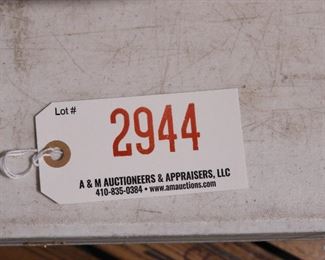 Lot #
2944
A & M AUCTIONEERS & APPRAISERS, LLC
410-835-0384 • www.amauctions.com